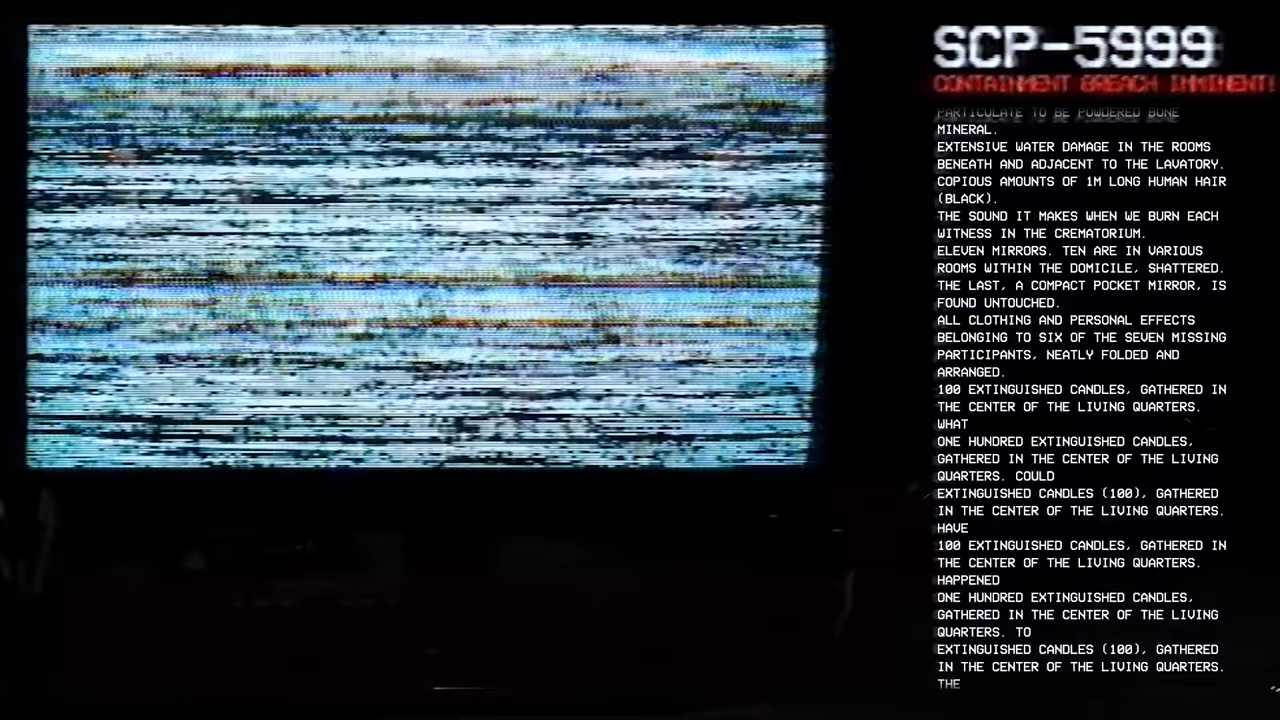 SCP-5999
CONTAINMENT BREACH IMMINENT!
PARTICULATE TO BE POWDERED BONE
MINERAL.
EXTENSIVE WATER DAMAGE IN THE ROOMS
BENEATH AND ADJACENT TO THE LAVATORY.
COPIOUS AMOUNTS OF 1M LONG HUMAN HAIR
(BLACK).
THE SOUND IT MAKES WHEN WE BURN EACH
WITNESS IN THE CREMATORIUM.
ELEVEN MIRRORS. TEN ARE IN VARIOUS
ROOMS WITHIN THE DOMICILE, SHATTERED.
THE LAST, A COMPACT POCKET MIRROR, IS
FOUND UNTOUCHED.
ALL CLOTHING AND PERSONAL EFFECTS
BELONGING TO SIX OF THE SEVEN MISSING
PARTICIPANTS, NEATLY FOLDED AND
ARRANGED.
100 EXTINGUISHED CANDLES, GATHERED IN
THE CENTER OF THE LIVING QUARTERS.
WHAT
ONE HUNDRED EXTINGUISHED CANDLES,
GATHERED IN THE CENTER OF THE LIVING
QUARTERS. COULD
EXTINGUISHED CANDLES (100), GATHERED
IN THE CENTER OF THE LIVING QUARTERS.
HAVE
100 EXTINGUISHED CANDLES, GATHERED IN
THE CENTER OF THE LIVING QUARTERS.
HAPPENED
ONE HUNDRED EXTINGUISHED CANDLES,
GATHERED IN THE CENTER OF THE LIVING
QUARTERS. TO
EXTINGUISHED CANDLES (100), GATHERED
IN THE CENTER OF THE LIVING QUARTERS.
THE